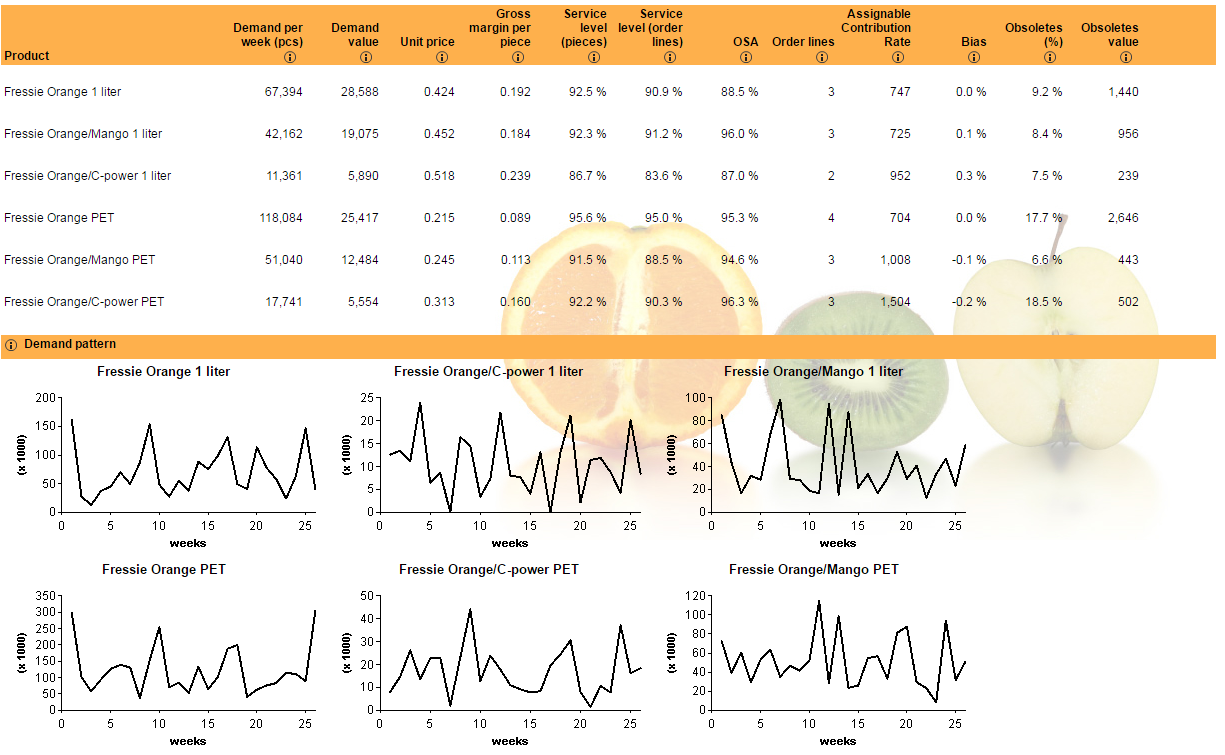 Product Demand per week (pcs) Demand value Unit price Gross margin per piece Service level (pieces) Service level (order lines) OSA Order lines Assignable Contribution Rate Bias Obsoletes (%) Obsoletes value
Fressie Orange 1 liter 67,394 28,588 0.424 0.192 92.5 % 90.9 % 88.5 % 3 747 0.0 % 9.2 % 1,440
Fressie Orange/Mango 1 liter 42,162 19,075 0.452 0.184 92.3 % 91.2 % 96.0 % 3 725 0.1 % 8.4 % 956
Fressie Orange/C-power 1 liter 11,361 5,890 0.518 0.239 86.7 % 83.6 % 87.0 % 2 952 0.3 % 7.5 % 239
Fressie Orange PET 118,084 25,417 0.215 0.089 95.6 % 95.0 % 95.3 % 4 704 0.0 % 17.7 % 2,646
Fressie Orange/Mango PET 51,040 12,484 0.245 0.113 91.5 % 88.5 % 94.6 % 3 1,008 -0.1 % 6.6 % 443
Fressie Orange/C-power PET 17,741 5,554 0.313 0.160 92.2 % 90.3 % 96.3 % 3 1,504 -0.2 % 18.5 % 502
Demand pattern
Fressie Orange 1 liter
(x 1000)
200
150
100
50
0
0 5 10 15 20 25
weeks
Fressie Orange/C-power 1 liter
(x 1000)
25
20
15
10
5
0
0 5 10 15 20 25
weeks
Fressie Orange/Mango 1 liter
(x 1000)
100
80
60
40
20
0
0 5 10 15 20 25
weeks
Fressie Orange PET
(x 1000)
350
300
250
200
150
100
50
0
0 5 10 15 20 25
weeks
Fressie Orange/C-power PET
(x 1000)
50
40
30
20
10
0
0 5 10 15 20 25
weeks
Fressie Orange/Mango PET
(x 1000)
120
100
80
60
40
20
0
0 5 10 15 20 25
weeks